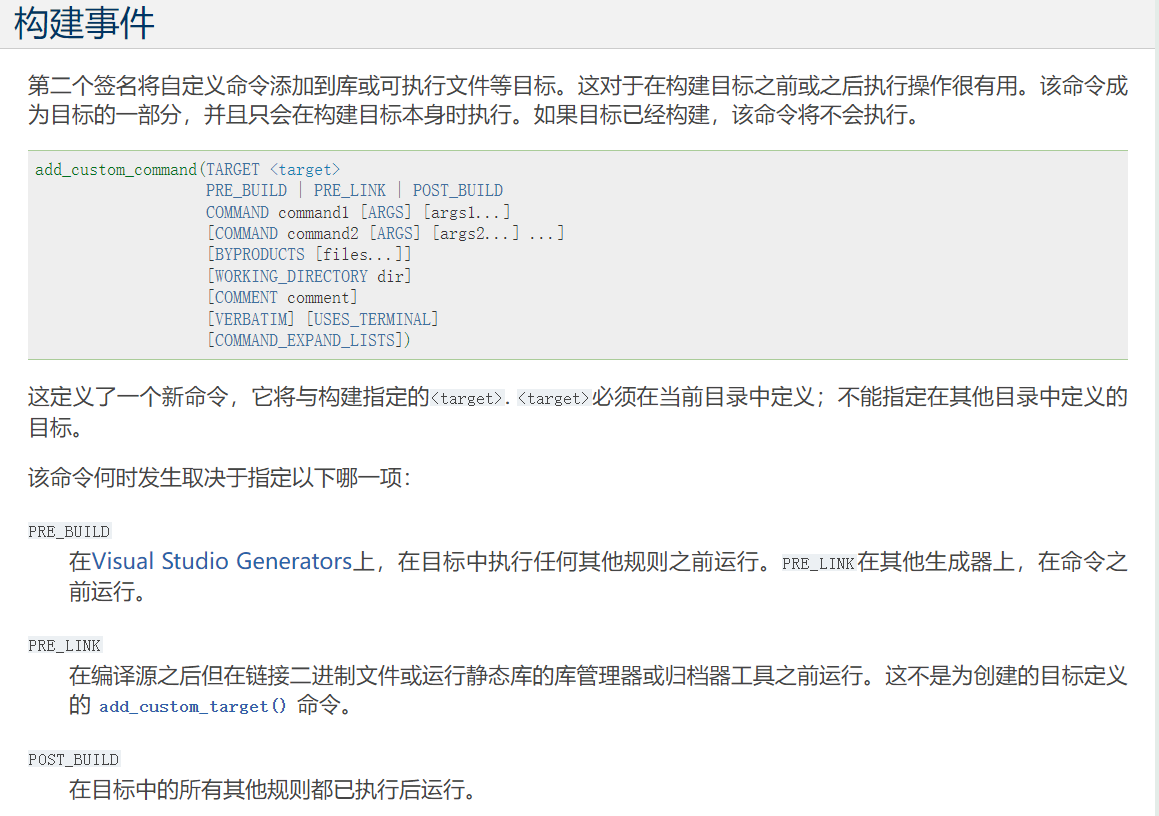 构建事件
第二个签名将自定义命令添加到库或可执行文件等目标。这对于在构建目标之前或之后执行操作很有用。该命令成
为目标的一部分，并且只会在构建目标本身时执行。如果目标已经构建，该命令将不会执行。
add_custom_command(TARGET <target>
PRE_BUILD | PRE_LINK | POST_BUILD
COMMAND command1 [ARGS] [args1...]
[COMMAND command2 [ARGS] [args2...] ...]
[BYPRODUCTS [files...]]
[WORKING_DIRECTORY dir]
[COMMENT comment]
[VERBATIM] [USES_TERMINAL]
[COMMAND_EXPAND_LISTS])
这定义了一个新命令，它将与构建指定的<target>. <target>必须在当前目录中定义；不能指定在其他目录中定义的
目标。
该命令何时发生取决于指定以下哪一项：
PRE_BUILD
在Visual Studio Generators上，在目标中执行任何其他规则之前运行。PRE_LINK在其他生成器上，在命令之
前运行。
PRE_LINK
在编译源之后但在链接二进制文件或运行静态库的库管理器或归档器工具之前运行。这不是为创建的目标定义
的 add_custom_target() 命令。
POST_BUILD
在目标中的所有其他规则都已执行后运行。